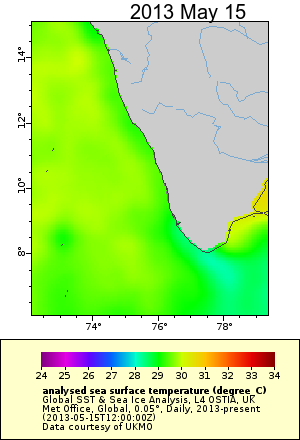 2013 May 15
14°
12°
10°
8°
74° 76° 78°
24 25 26 27 28 29 30 31 32 33 34
analysed sea surface temperature (degree_C)
Global SST & Sea Ice Analysis, L4 OSTIA, UK
Met Office, Global, 0.05°, Daily, 2013-present
(2013-05-15T12:00:00Z)
Data courtesy of UKMO